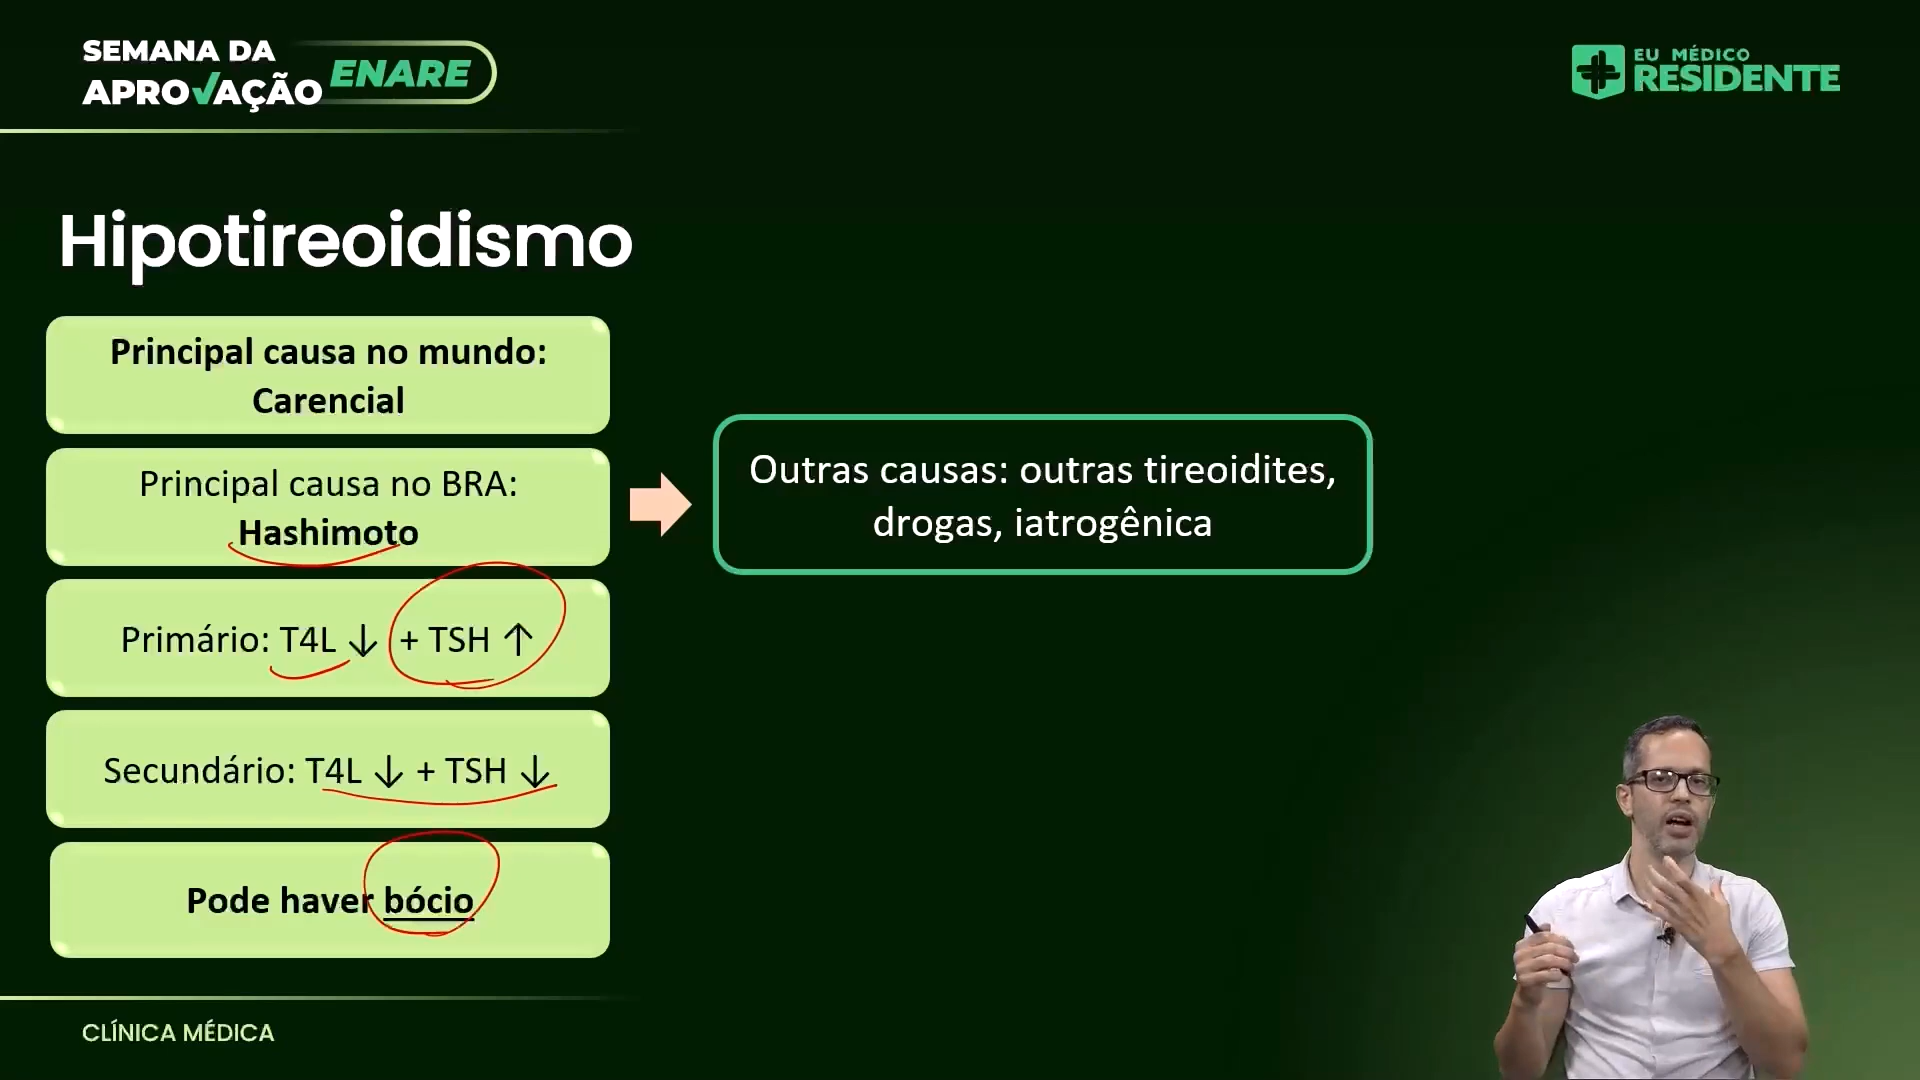 SEMANA DA
APROVAÇÃO ENARE
EU MÉDICO
RESIDENTE
Hipotireoidismo
Principal causa no mundo:
Carencial
Principal causa no BRA:
Hashimoto
Outras causas: outras tireoidites,
drogas, iatrogênica
Primário: T4L ↓ + TSH ↑
Secundário: T4L ↓ + TSH ↓
Pode haver bócio
CLÍNICA MÉDICA